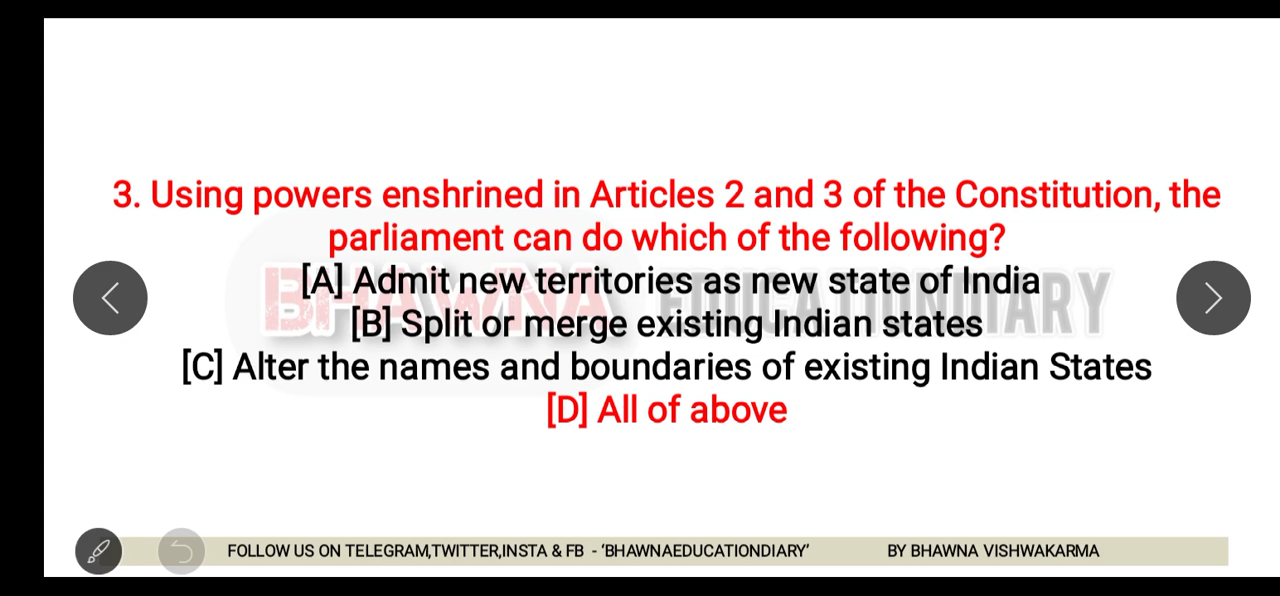 3. Using powers enshrined in Articles 2 and 3 of the Constitution, the
parliament can do which of the following?
[A] Admit new territories as new state of India
[B] Split or merge existing Indian states
[C] Alter the names and boundaries of existing Indian States
[D] All of above
BHAWNA EDUCATION DIARY
FOLLOW US ON TELEGRAM,TWITTER,INSTA & FB - 'BHAWNAEDUCATIONDIARY'
BY BHAWNA VISHWAKARMA